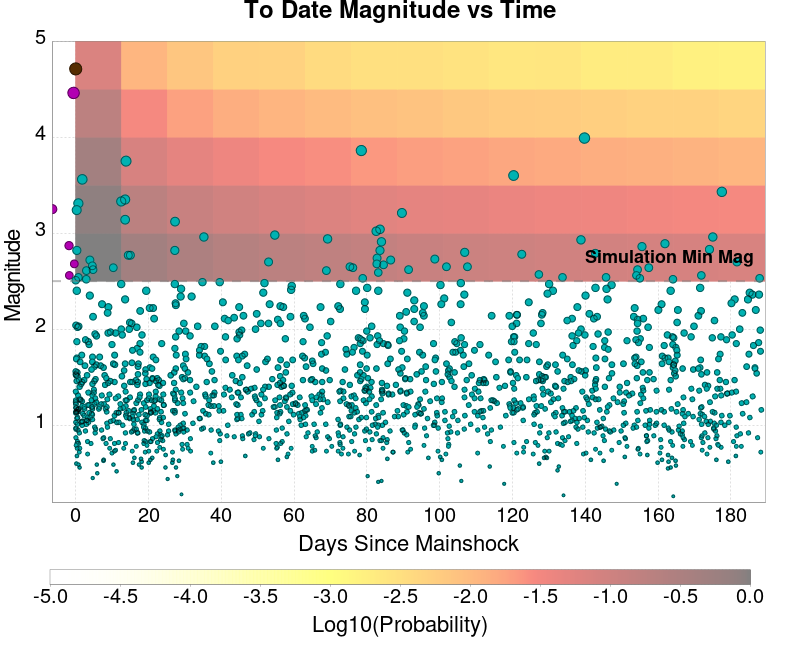 To Date Magnitude vs Time
5
4
3
2
1
Magnitude
Simulation Min Mag
0 20 40 60 80 100 120 140 160 180
Days Since Mainshock
-5.0 -4.5 -4.0 -3.5 -3.0 -2.5 -2.0 -1.5 -1.0 -0.5 0.0
Log10(Probability)